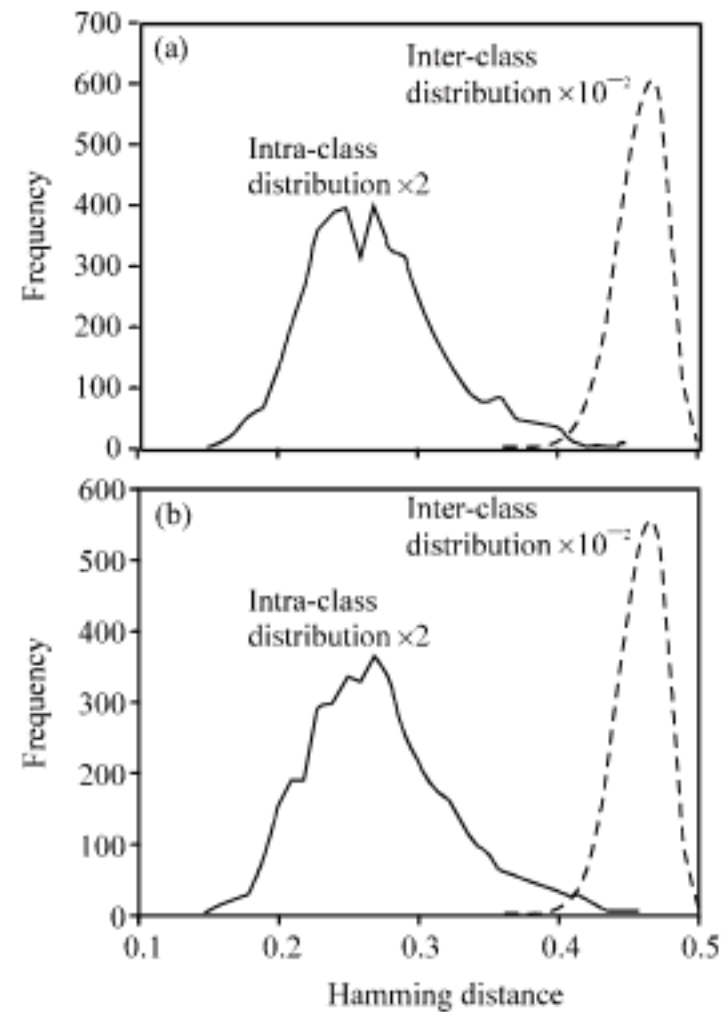 700
(a)
Inter-class
distribution ×10⁻²
600
500
Intra-class
distribution ×2
400
300
200
100
0
Frequency
600
(b)
Inter-class
distribution ×10⁻²
500
Intra-class
distribution ×2
400
300
200
100
0
Frequency
0.1 0.2 0.3 0.4 0.5
Hamming distance